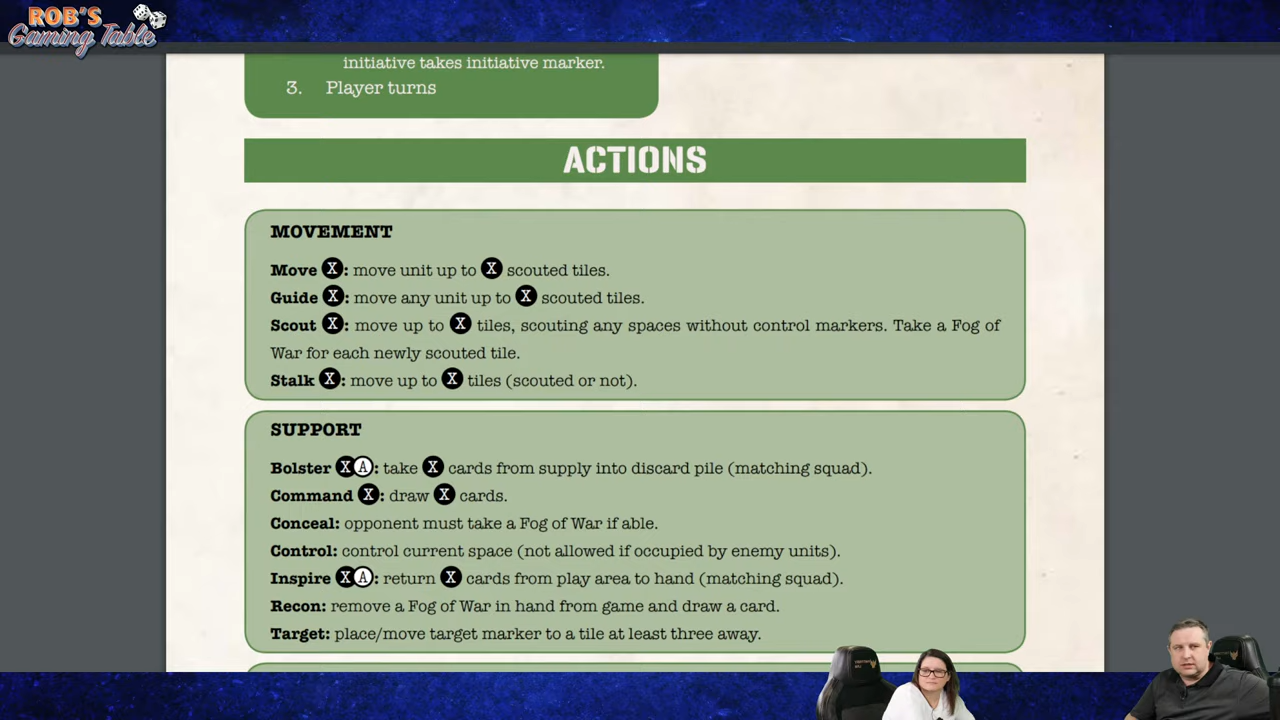 ROB'S
Gaming Table
initiative takes initiative marker.
3. Player turns
ACTIONS
MOVEMENT
Move X: move unit up to X scouted tiles.
Guide X: move any unit up to X scouted tiles.
Scout X: move up to X tiles, scouting any spaces without control markers. Take a Fog of
War for each newly scouted tile.
Stalk X: move up to X tiles (scouted or not).
SUPPORT
Bolster X A: take X cards from supply into discard pile (matching squad).
Command X: draw X cards.
Conceal: opponent must take a Fog of War if able.
Control: control current space (not allowed if occupied by enemy units).
Inspire X A: return X cards from play area to hand (matching squad).
Recon: remove a Fog of War in hand from game and draw a card.
Target: place/move target marker to a tile at least three away.